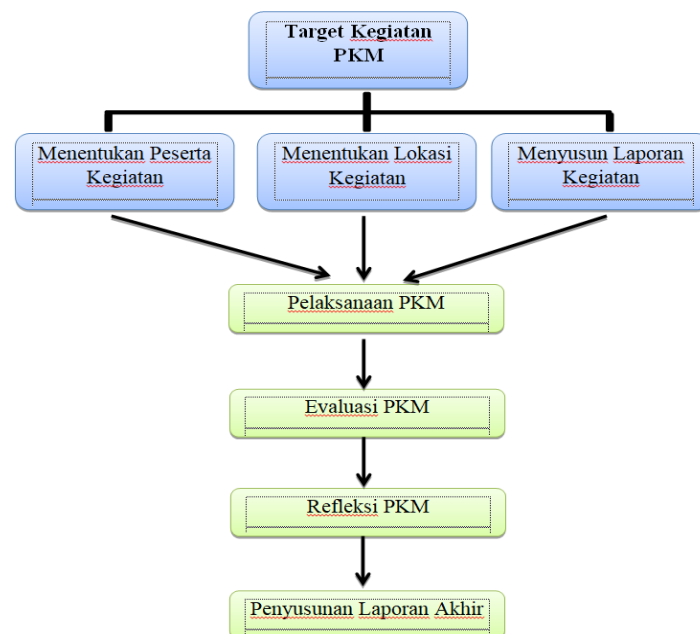 Target Kegiatan
PKM
Menentukan Peserta
Kegiatan
Menentukan Lokasi
Kegiatan
Menyusun Laporan
Kegiatan
Pelaksanaan PKM
Evaluasi PKM
Refleksi PKM
Penyusunan Laporan Akhir